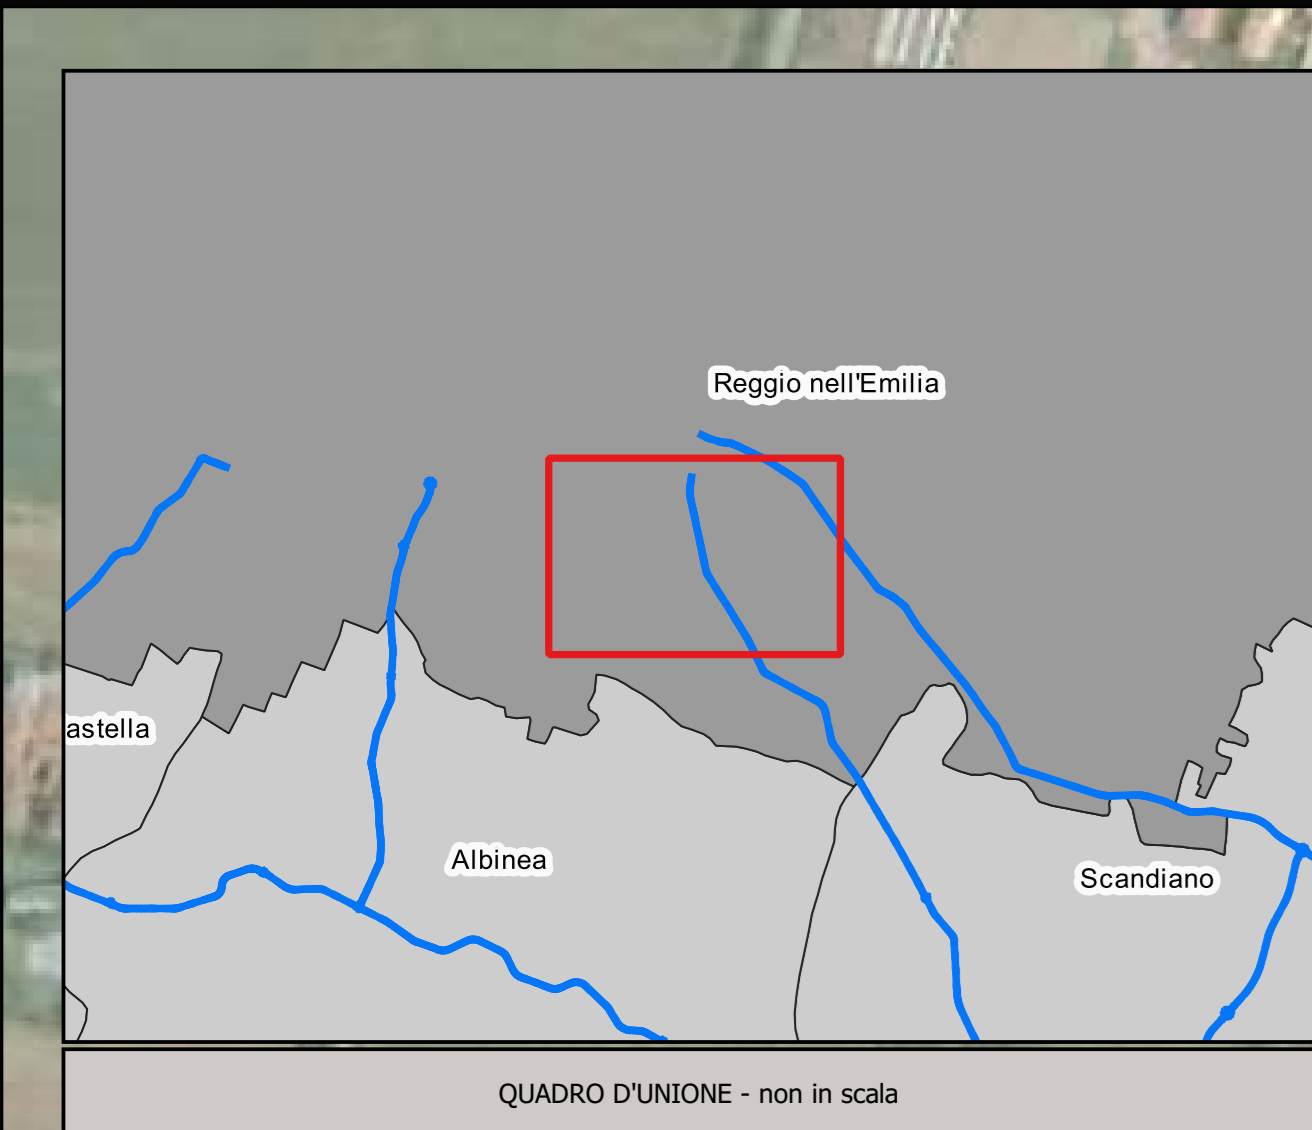 Reggio nell'Emilia
astella
Albinea
Scandiano
QUADRO D'UNIONE - non in scala